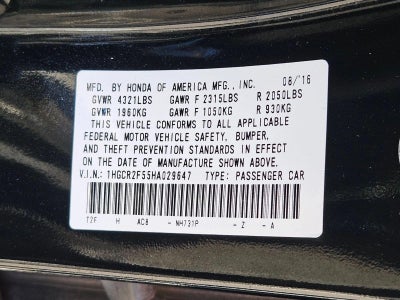 MFD. BY HONDA OF AMERICA MFG., INC. 08/'16
GVWR 4321LBS GAWR F 2315LBS R 2050LBS
GVWR 1960KG GAWR F 1050KG R 930KG
THIS VEHICLE CONFORMS TO ALL APPLICABLE
FEDERAL MOTOR VEHICLE SAFETY, BUMPER,
AND THEFT PREVENTION STANDARDS IN EFFECT
ON THE DATE OF MANUFACTURE SHOWN ABOVE.
V.I.N.: 1HGCR2F55HA029647 TYPE: PASSENGER CAR
T2F H AC8 - NH731P - Z - A